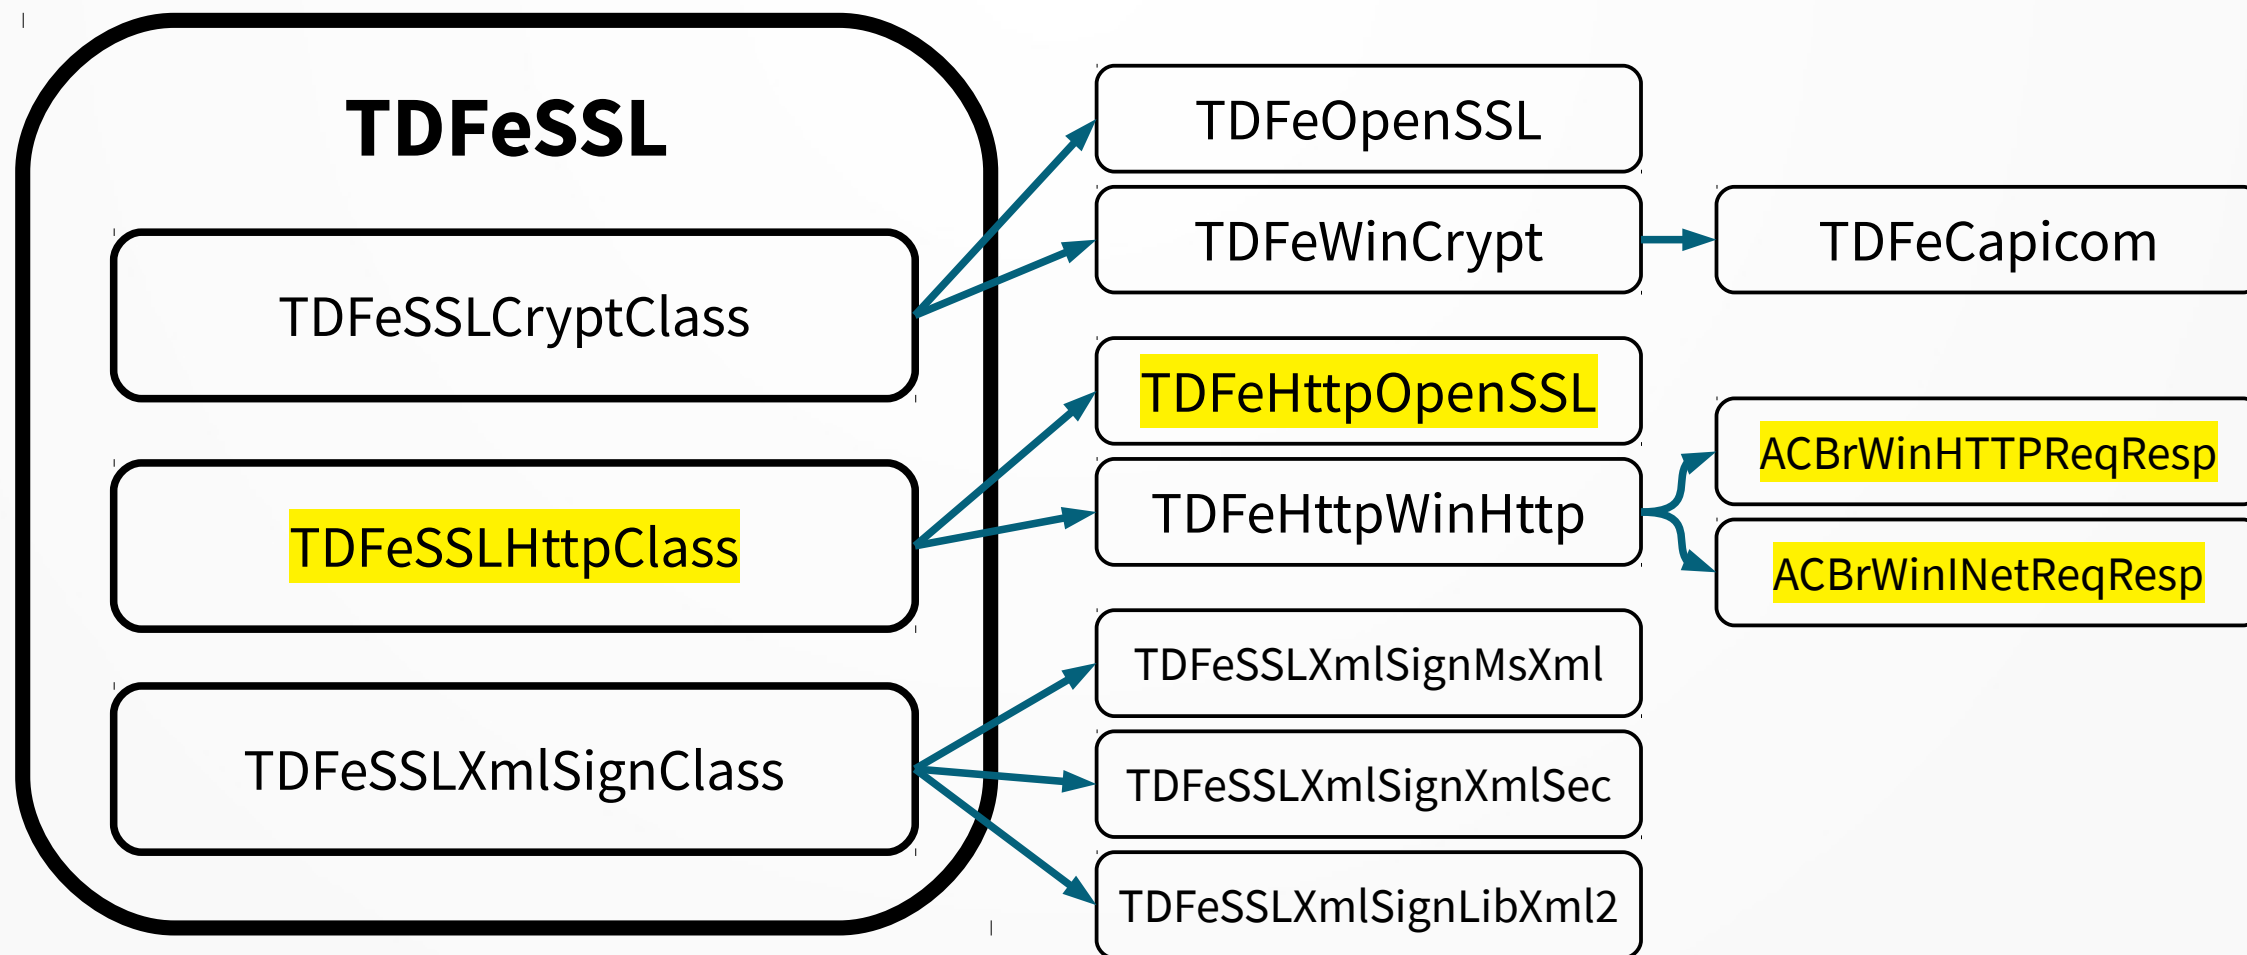 TDFeSSL
TDFeSSLCryptClass
TDFeSSLHttpClass
TDFeSSLXmlSignClass
TDFeOpenSSL
TDFeWinCrypt
TDFeCapicom
TDFeHttpOpenSSL
TDFeHttpWinHttp
ACBrWinHTTPReqResp
ACBrWinINetReqResp
TDFeSSLXmlSignMsXml
TDFeSSLXmlSignXmlSec
TDFeSSLXmlSignLibXml2